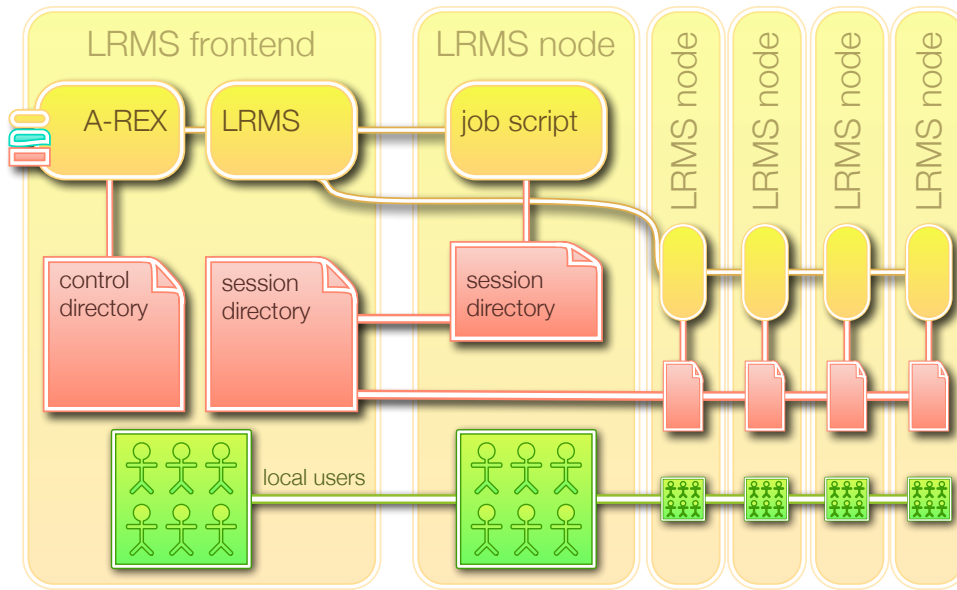 LRMS frontend
LRMS node
LRMS node
LRMS node
LRMS node
LRMS node
A-REX
LRMS
job script
control
directory
session
directory
session
directory
local users